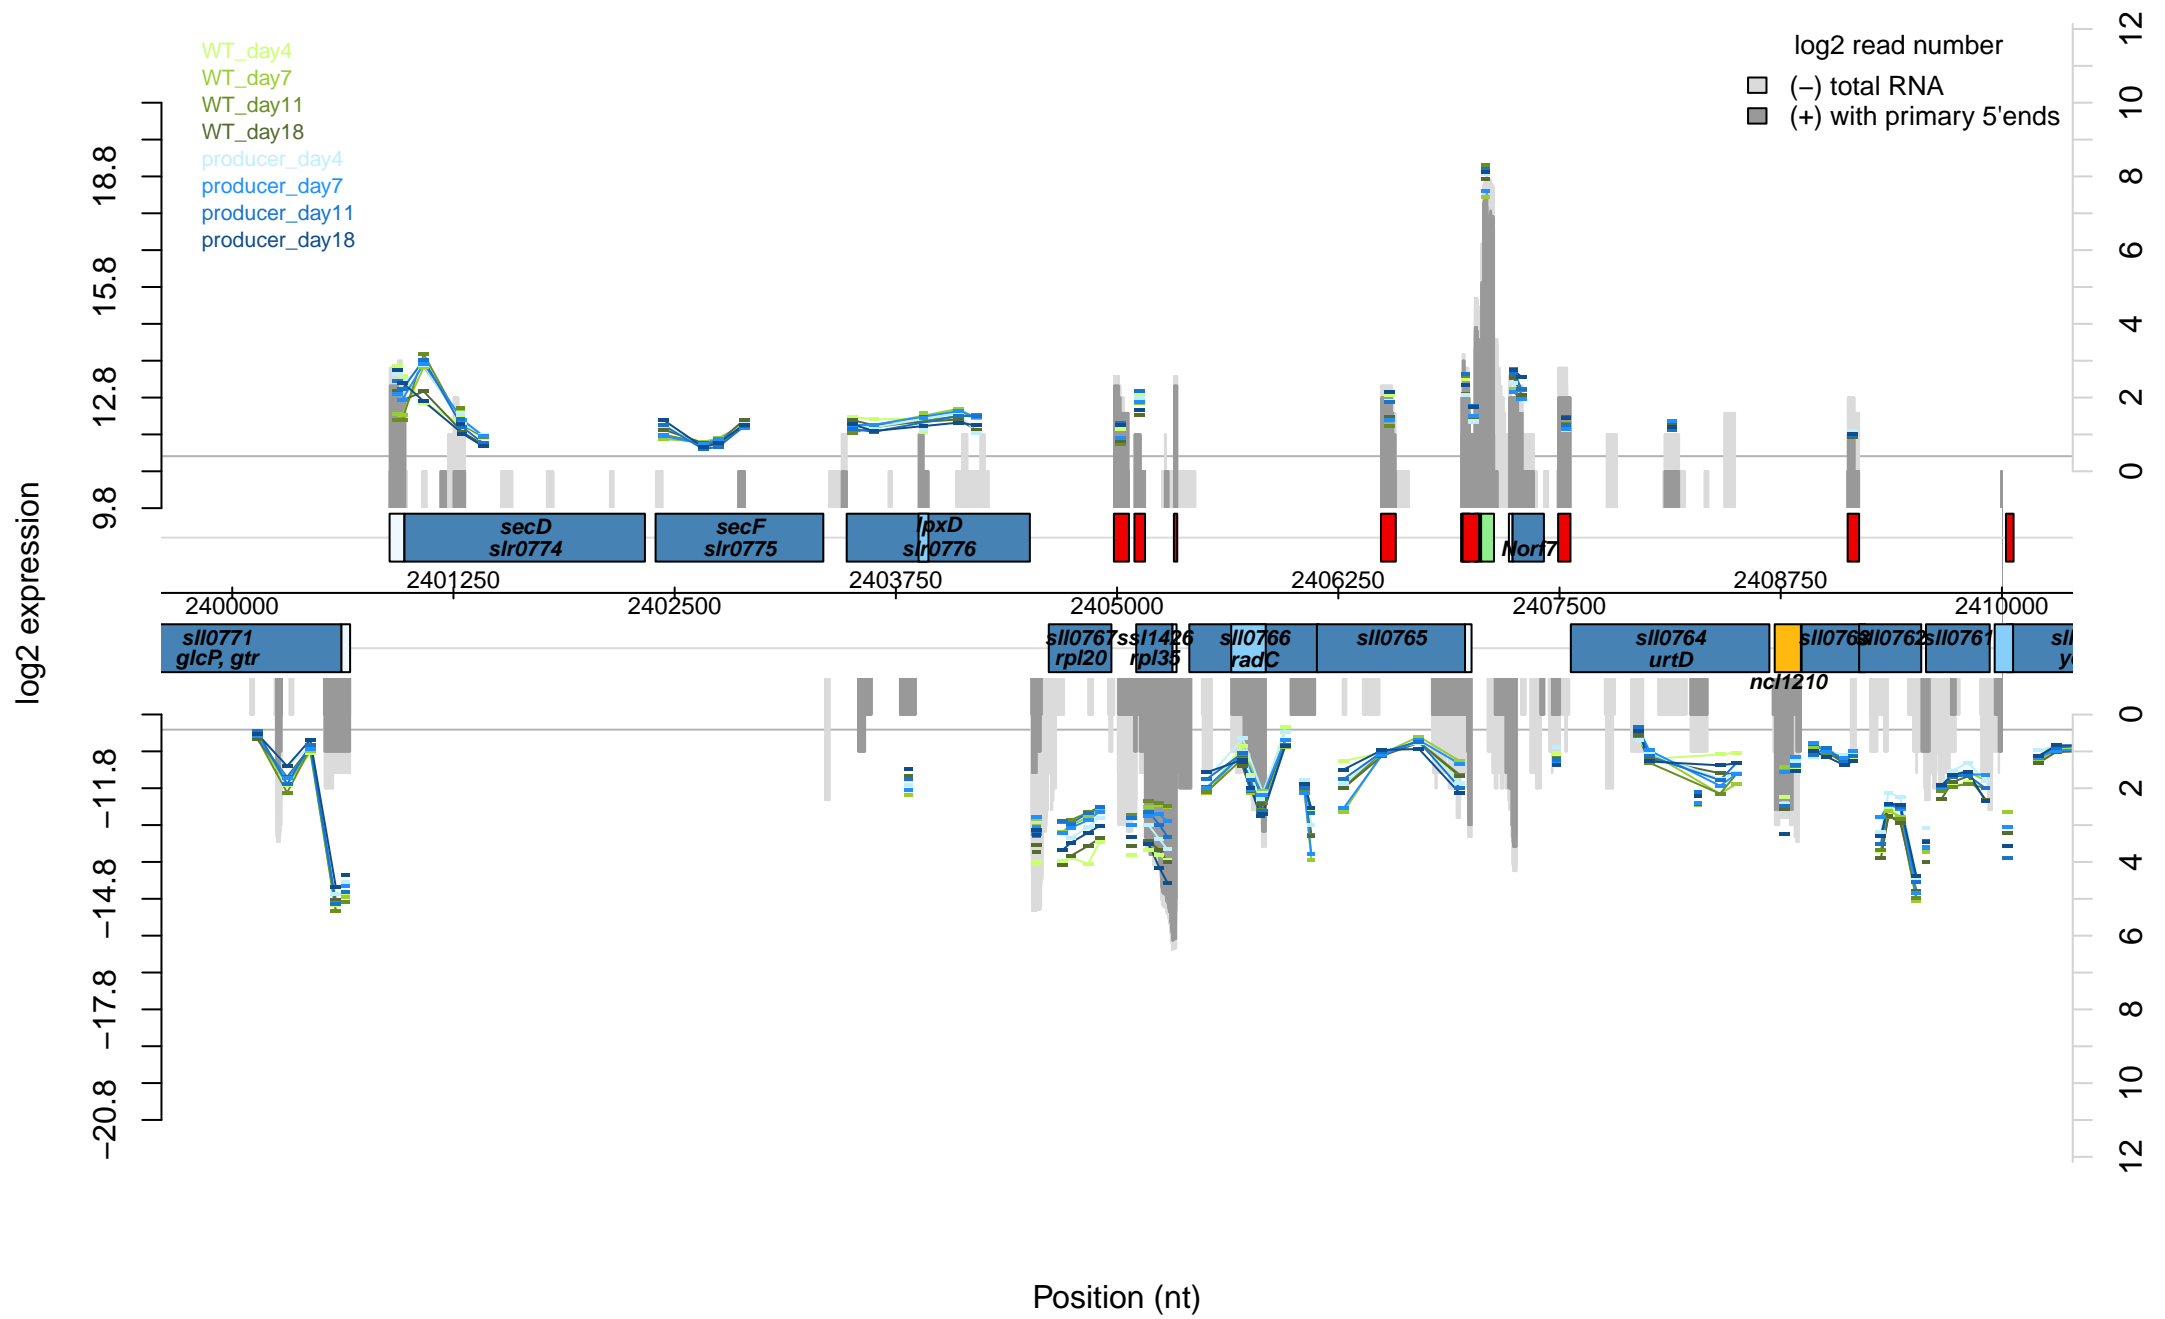 WT_day4
WT_day7
WT_day11
WT_day18
producer_day4
producer_day7
producer_day11
producer_day18
log2 read number
(−) total RNA
(+) with primary 5'ends
log2 expression
18.8
15.8
12.8
9.8
12
10
8
6
4
2
0
secD
slr0774
secF
slr0775
lpxD
slr0776
Norf7
2401250
2403750
2406250
2408750
2400000
2402500
2405000
2407500
2410000
sll0771
glcP, gtr
sll0767
rpl20
ssl1426
rpl35
sll0766
radC
sll0765
sll0764
urtD
ncl1210
sll0763
sll0762
sll0761
sll
−11.8
−14.8
−17.8
−20.8
0
2
4
6
8
10
12
Position (nt)